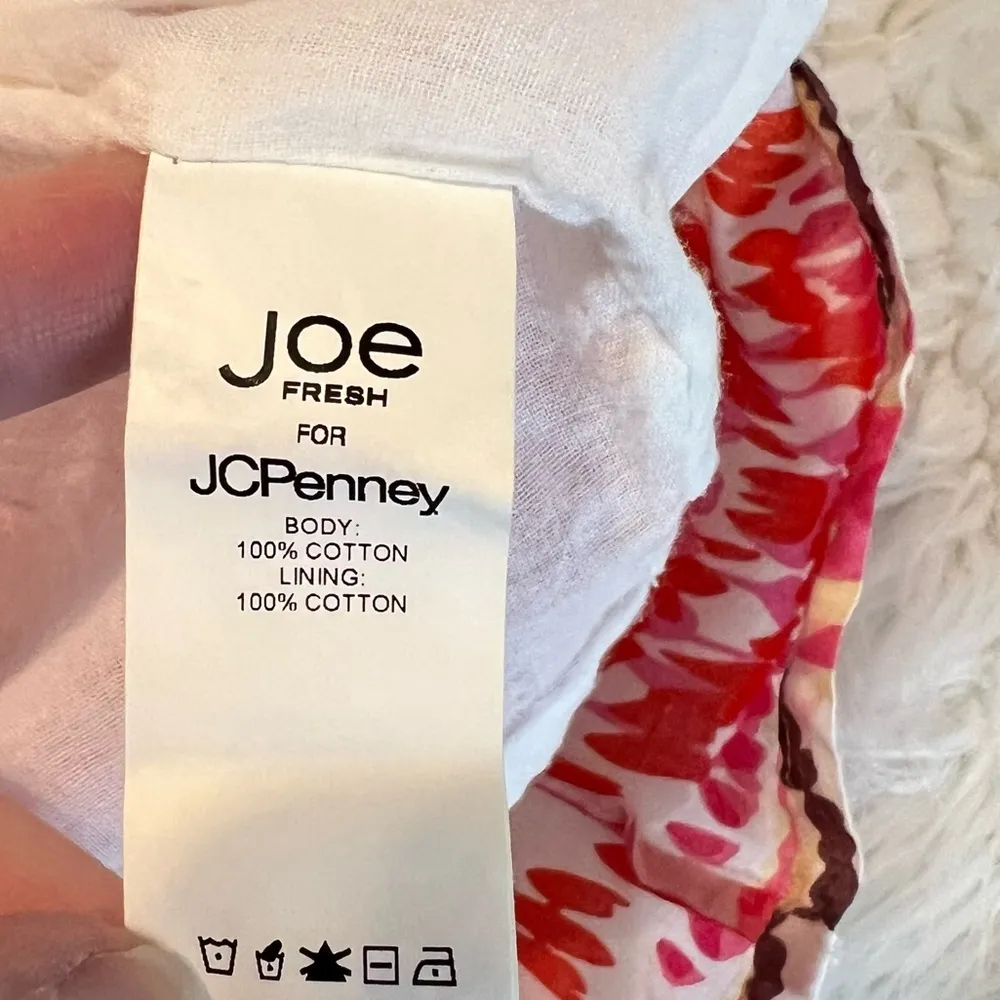 Joe
FRESH
FOR
JCPenney
BODY:
100% COTTON
LINING:
100% COTTON